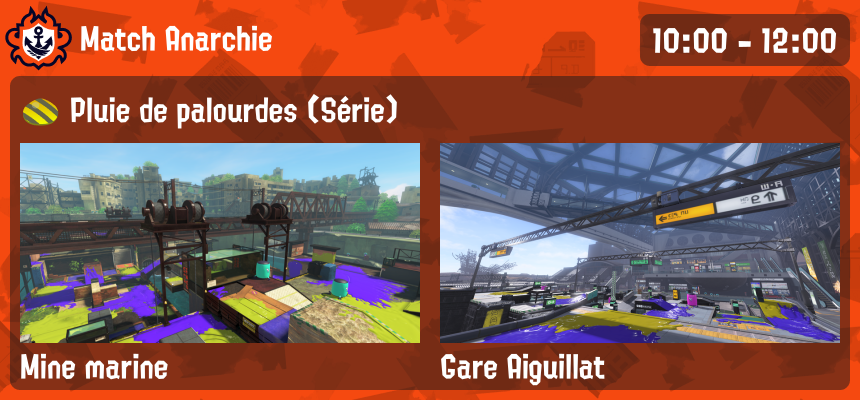 Match Anarchie
10:00 - 12:00
Pluie de palourdes (Série)
Mine marine
Gare Aiguillat